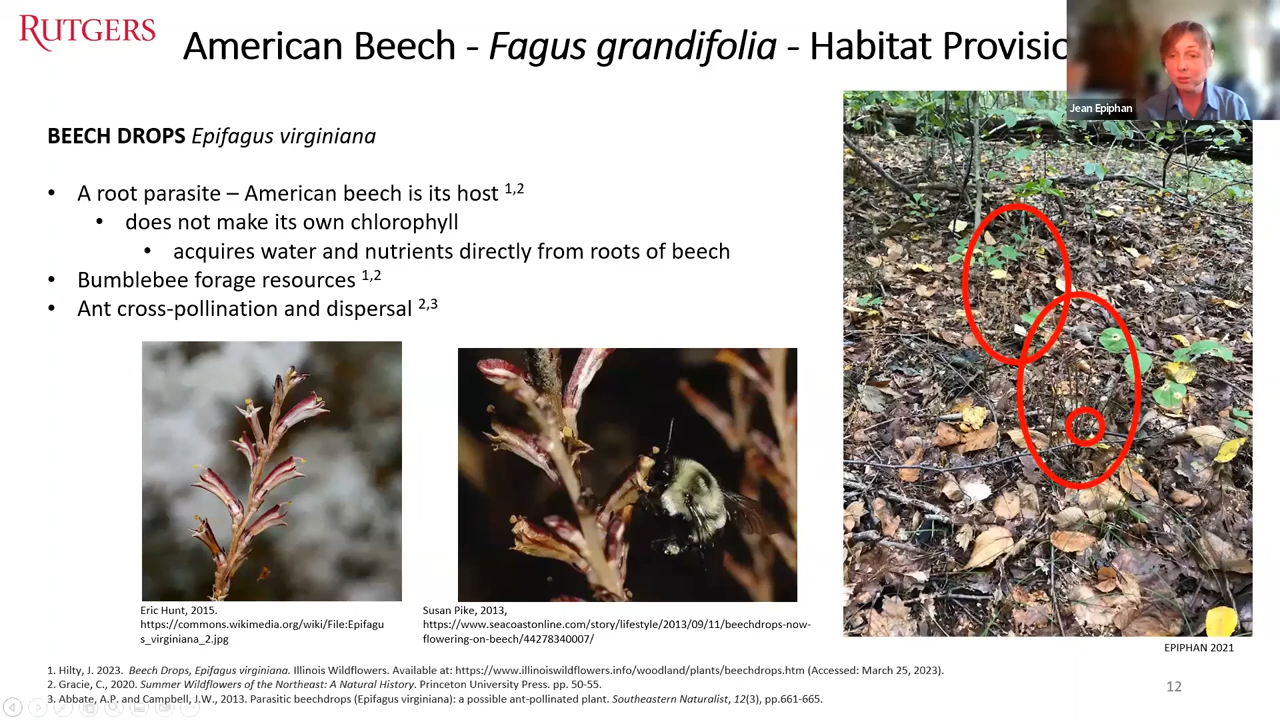 RUTGERS
American Beech - Fagus grandifolia - Habitat Provisio
Jean Epiphan
BEECH DROPS Epifagus virginiana
• A root parasite – American beech is its host 1,2
• does not make its own chlorophyll
• acquires water and nutrients directly from roots of beech
• Bumblebee forage resources 1,2
• Ant cross-pollination and dispersal 2,3
Eric Hunt, 2015.
https://commons.wikimedia.org/wiki/File:Epifagu
s_virginiana_2.jpg
Susan Pike, 2013,
https://www.seacoastonline.com/story/lifestyle/2013/09/11/beechdrops-now-
flowering-on-beech/44278340007/
EPIPHAN 2021
1. Hilty, J. 2023. Beech Drops, Epifagus virginiana. Illinois Wildflowers. Available at: https://www.illinoiswildflowers.info/woodland/plants/beechdrops.htm (Accessed: March 25, 2023).
2. Gracie, C., 2020. Summer Wildflowers of the Northeast: A Natural History. Princeton University Press. pp. 50-55.
3. Abbate, A.P. and Campbell, J.W., 2013. Parasitic beechdrops (Epifagus virginiana): a possible ant-pollinated plant. Southeastern Naturalist, 12(3), pp.661-665.
12